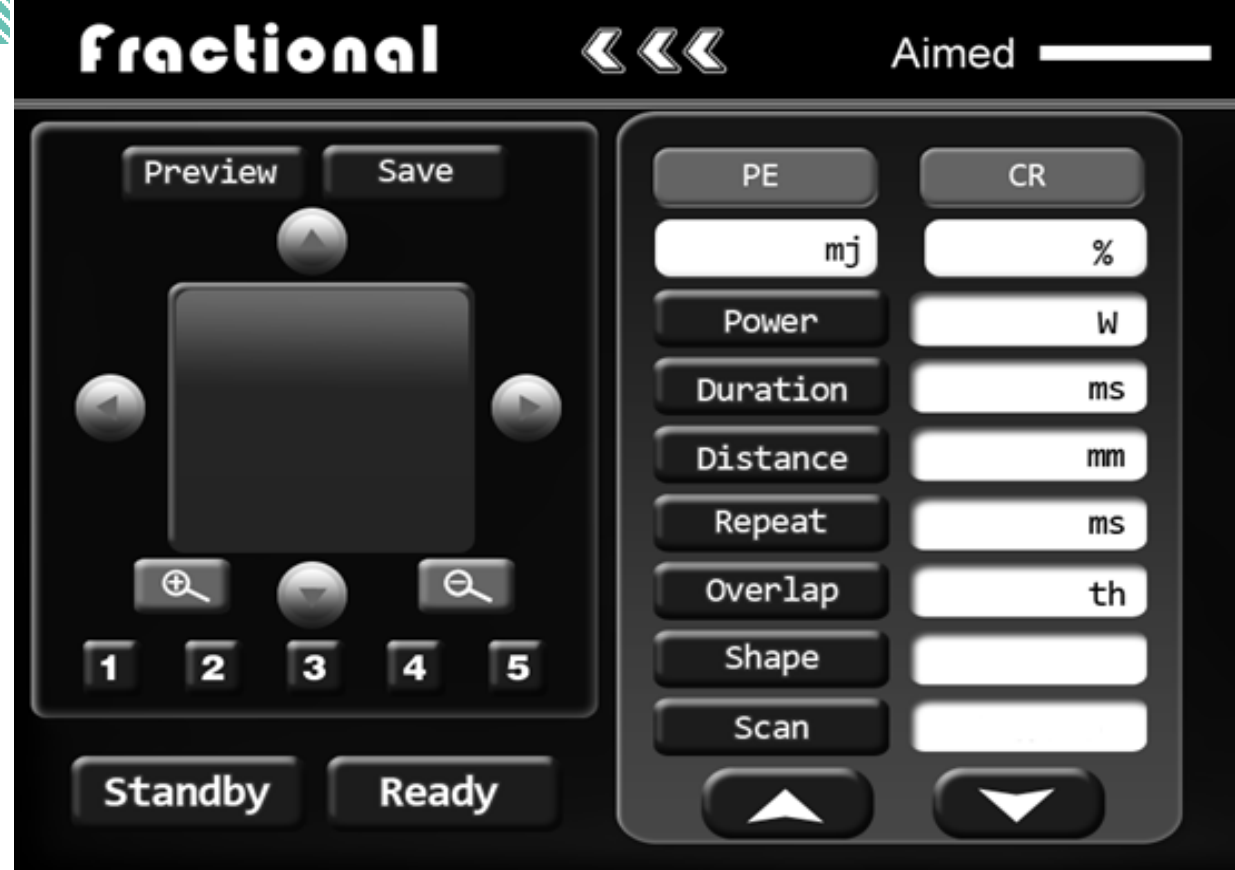 Fractional Aimed
Preview Save
1 2 3 4 5
Standby Ready
PE CR
mj %
Power W
Duration ms
Distance mm
Repeat ms
Overlap th
Shape
Scan